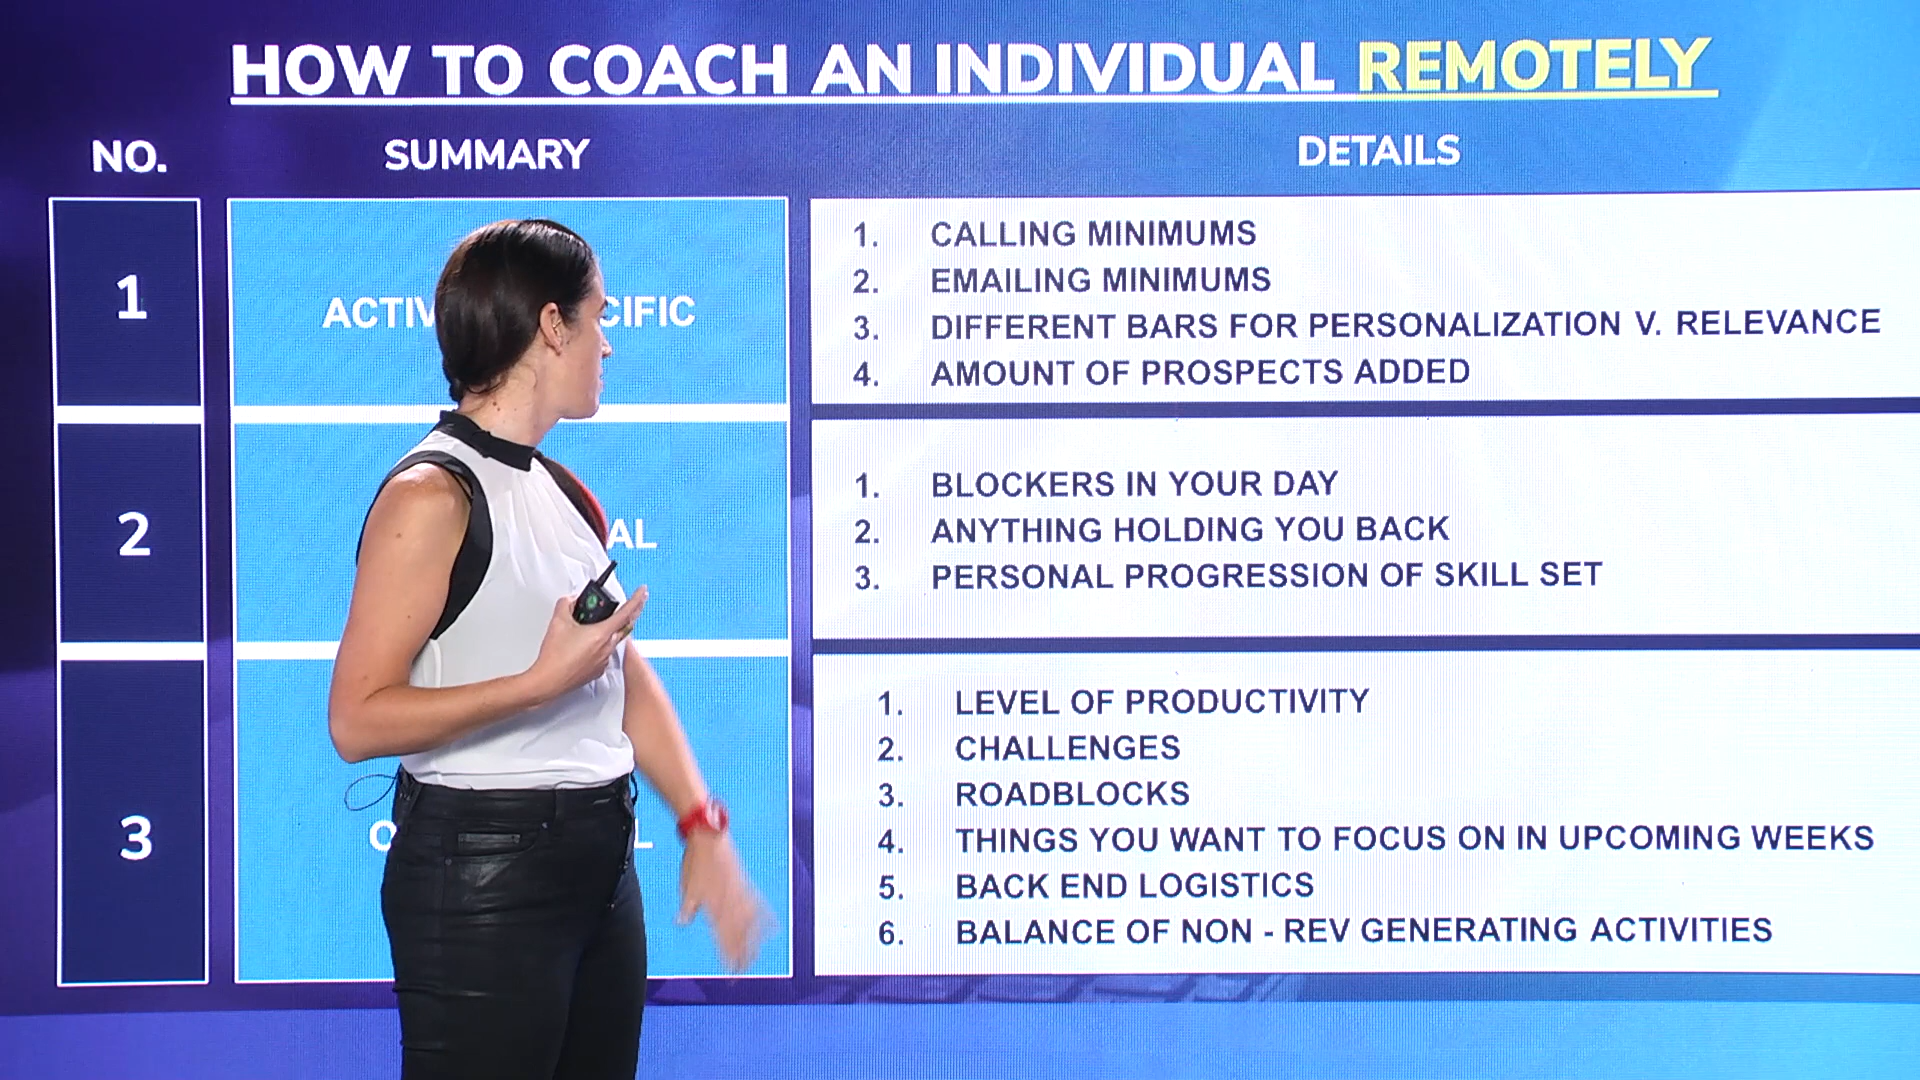 HOW TO COACH AN INDIVIDUAL REMOTELY
NO. SUMMARY DETAILS
1
1. CALLING MINIMUMS
2. EMAILING MINIMUMS
3. DIFFERENT BARS FOR PERSONALIZATION V. RELEVANCE
4. AMOUNT OF PROSPECTS ADDED
2
1. BLOCKERS IN YOUR DAY
2. ANYTHING HOLDING YOU BACK
3. PERSONAL PROGRESSION OF SKILL SET
3
1. LEVEL OF PRODUCTIVITY
2. CHALLENGES
3. ROADBLOCKS
4. THINGS YOU WANT TO FOCUS ON IN UPCOMING WEEKS
5. BACK END LOGISTICS
6. BALANCE OF NON - REV GENERATING ACTIVITIES